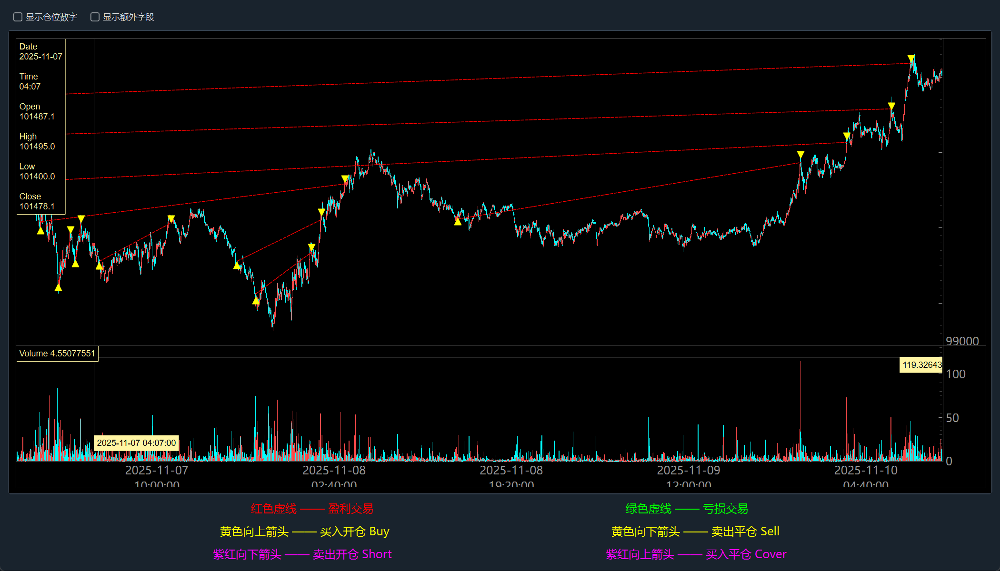 显示仓位数字 显示额外字段
Date
2025-11-07
Time
04:07
Open
101487.1
High
101495.0
Low
101400.0
Close
101478.1
99000
Volume 4.55077551
119.32643
100
50
2025-11-07 04:07:00
0
2025-11-07 10:00:00
2025-11-08 02:40:00
2025-11-08 19:20:00
2025-11-09 12:00:00
2025-11-10 04:40:00
红色虚线 —— 盈利交易
绿色虚线 —— 亏损交易
黄色向上箭头 —— 买入开仓 Buy
黄色向下箭头 —— 卖出平仓 Sell
紫红向下箭头 —— 卖出开仓 Short
紫红向上箭头 —— 买入平仓 Cover